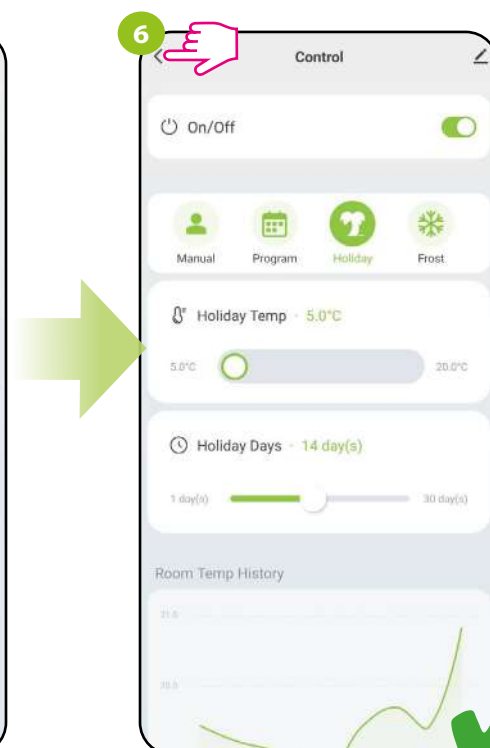 6
Control
On/Off
Manual Program Holiday Frost
Holiday Temp · 5.0°C
5.0°C 20.0°C
Holiday Days · 14 day(s)
1 day(s) 30 day(s)
Room Temp History
21.0
20.0